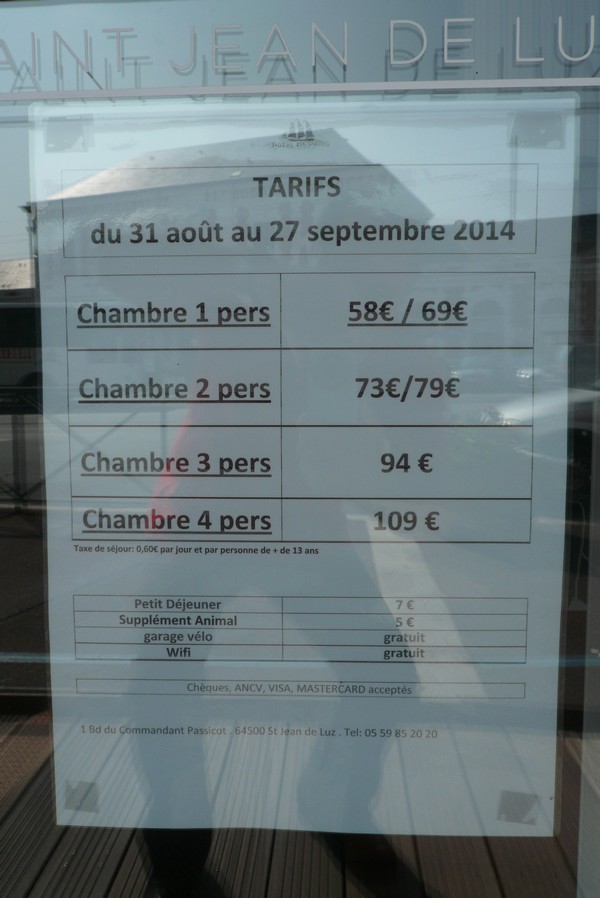 SAINT JEAN DE LU
TARIFS
du 31 août au 27 septembre 2014
Chambre 1 pers 58€ / 69€
Chambre 2 pers 73€/79€
Chambre 3 pers 94 €
Chambre 4 pers 109 €
Taxe de séjour: 0,60€ par jour et par personne de + de 13 ans
Petit Déjeuner 7 €
Supplément Animal 5 €
garage vélo gratuit
Wifi gratuit
Chèques, ANCV, VISA, MASTERCARD acceptés
1 Bd du Commandant Passicot . 64500 St Jean de Luz . Tel: 05 59 85 20 20